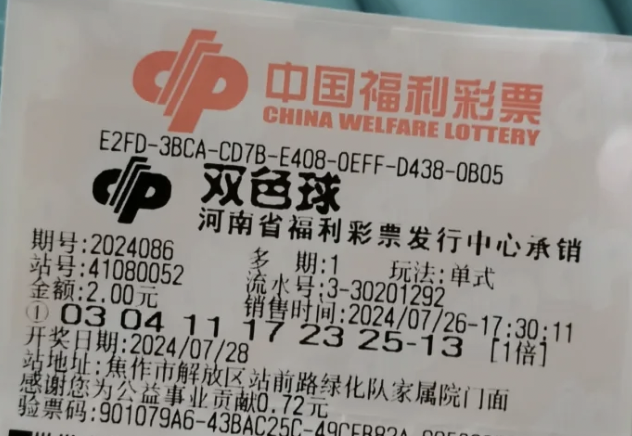 中国福利彩票
CHINA WELFARE LOTTERY
E2FD-3BCA-CD7B-E408-0EFF-D438-0B05
双色球
河南省福利彩票发行中心承销
期号:2024086 多 期:1 玩法:单式
站号:41080052 流水号:3-30201292
金额:2.00元 销售时间:2024/07/26-17:30:11
① 03 04 11 17 23 25-13 [1倍]
开奖日期:2024/07/28
站地址:焦作市解放区站前路绿化队家属院门面
感谢您为公益事业贡献0.72元
验票码:901079A6-43BAC25C-49CFB82A